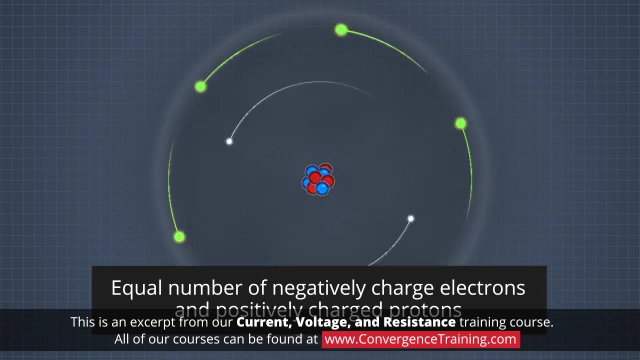 Equal number of negatively charge electrons
and positively charged protons
This is an excerpt from our Current, Voltage, and Resistance training course.
All of our courses can be found at www.ConvergenceTraining.com